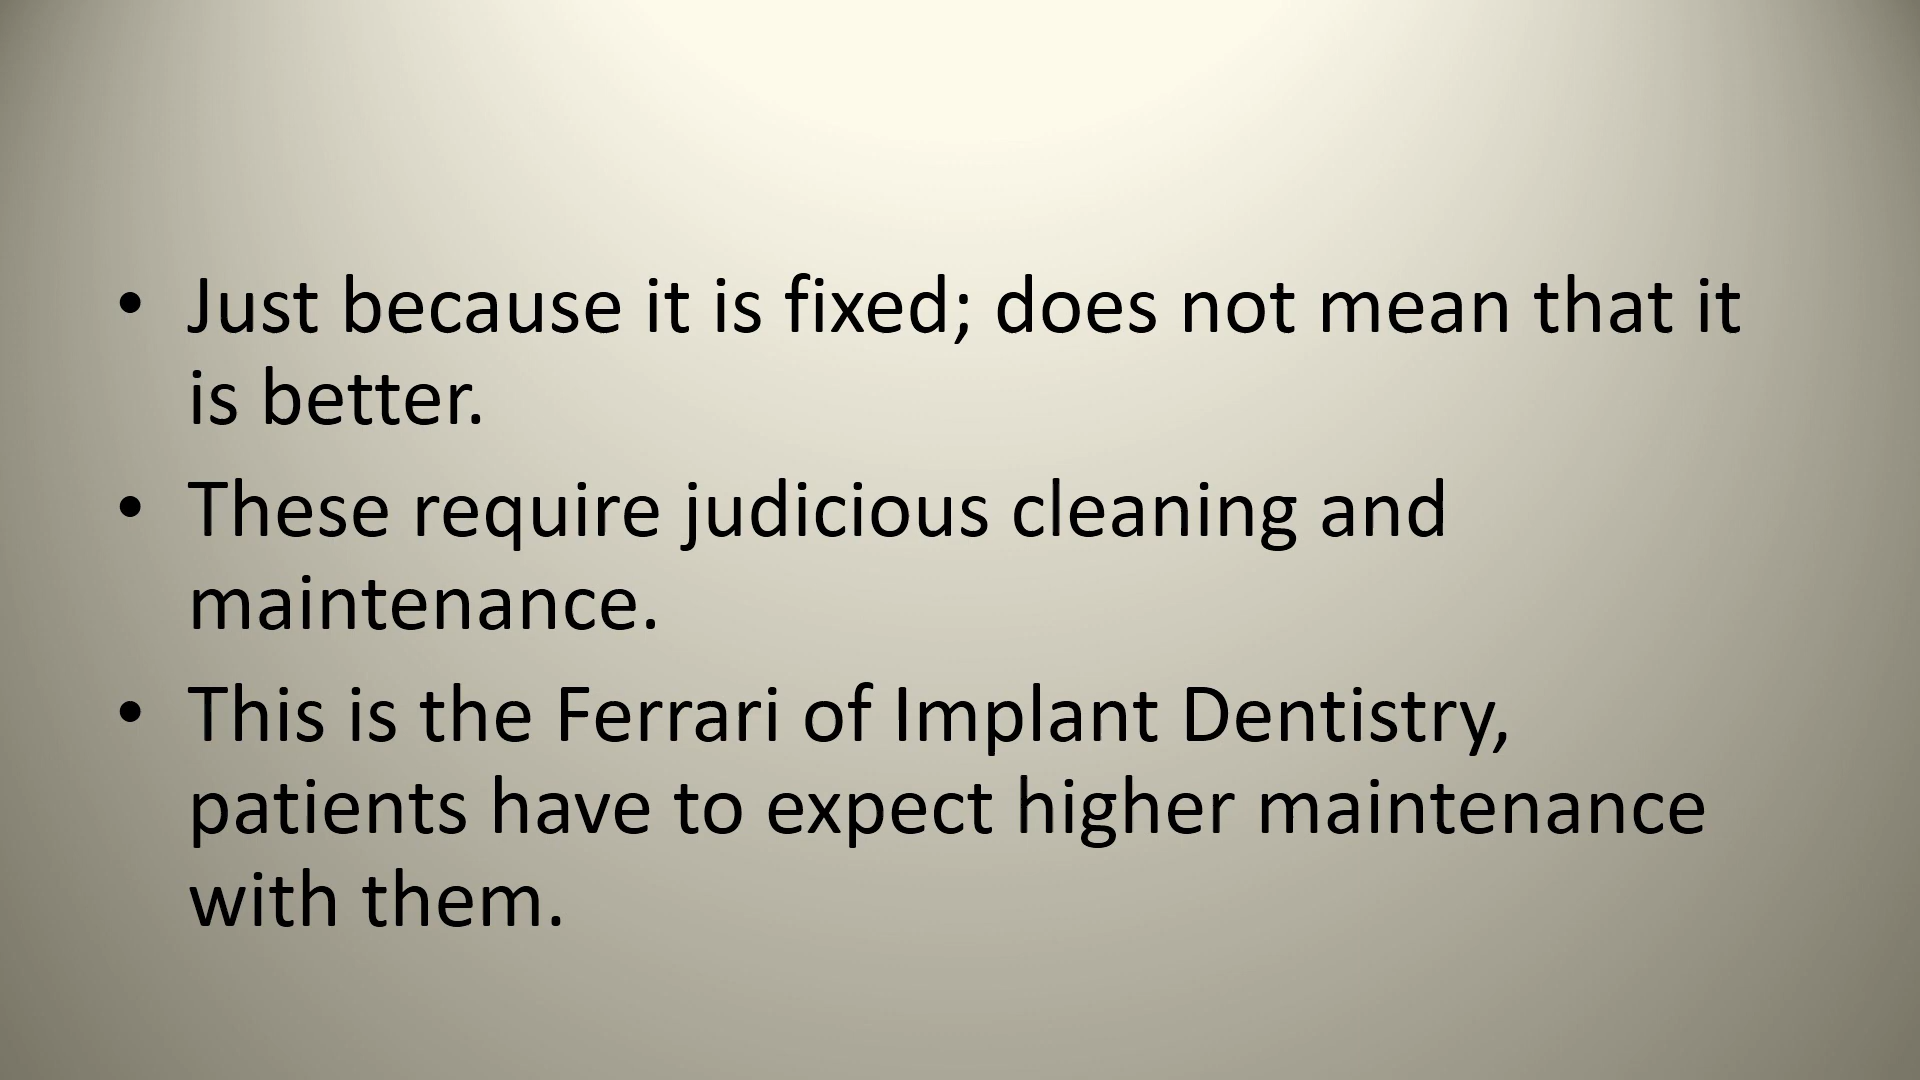 • Just because it is fixed; does not mean that it
is better.
• These require judicious cleaning and
maintenance.
• This is the Ferrari of Implant Dentistry,
patients have to expect higher maintenance
with them.